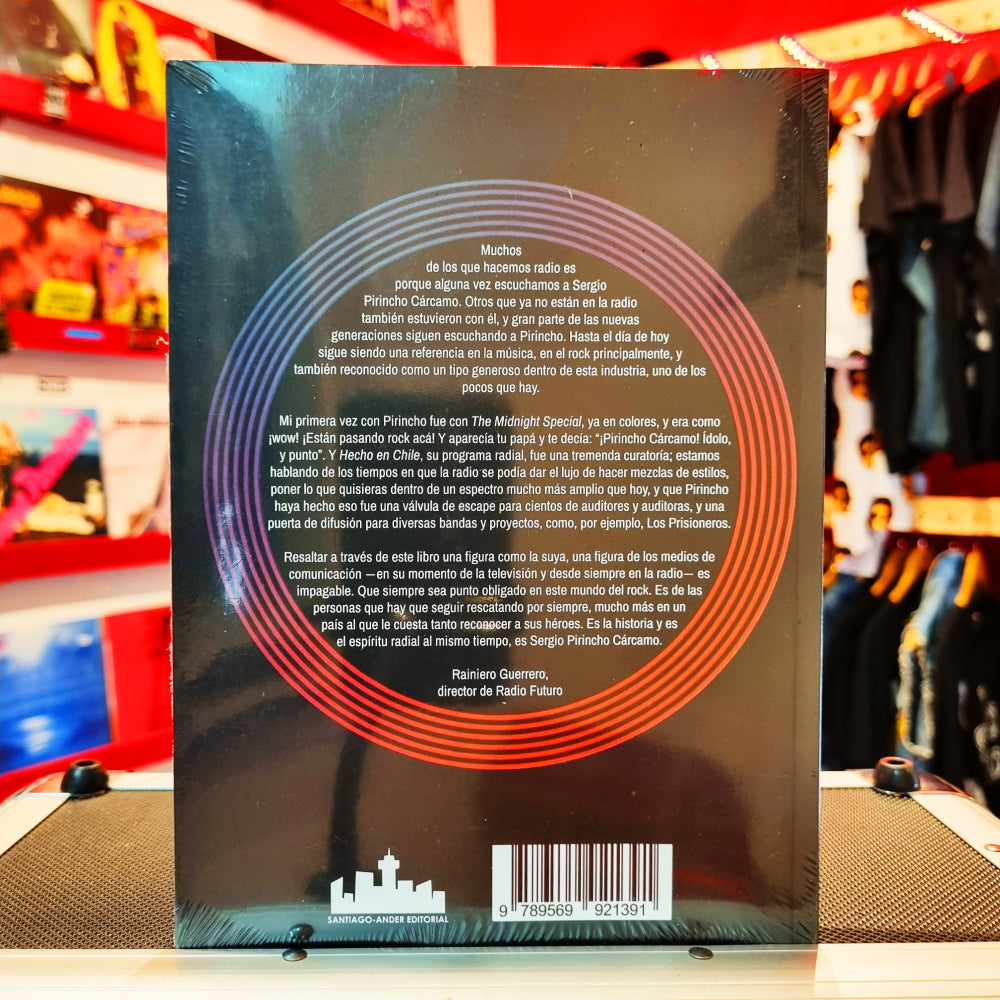 Muchos
de los que hacemos radio es
porque alguna vez escuchamos a Sergio
Pirincho Cárcamo. Otros que ya no están en la radio
también estuvieron con él, y gran parte de las nuevas
generaciones siguen escuchando a Pirincho. Hasta el día de hoy
sigue siendo una referencia en la música, en el rock principalmente, y
también reconocido como un tipo generoso dentro de esta industria, uno de los
pocos que hay.
Mi primera vez con Pirincho fue con The Midnight Special, ya en colores, y era como
¡wow! ¡Están pasando rock acá! Y aparecía tu papá y te decía: “¡Pirincho Cárcamo! Ídolo,
y punto”. Y Hecho en Chile, su programa radial, fue una tremenda curatoría; estamos
hablando de los tiempos en que la radio se podía dar el lujo de hacer mezclas de estilos,
poner lo que quisieras dentro de un espectro mucho más amplio que hoy, y que Pirincho
haya hecho eso fue una válvula de escape para cientos de auditores y auditoras, y una
puerta de difusión para diversas bandas y proyectos, como, por ejemplo, Los Prisioneros.
Resaltar a través de este libro una figura como la suya, una figura de los medios de
comunicación —en su momento de la televisión y desde siempre en la radio— es
impagable. Que siempre sea punto obligado en este mundo del rock. Es de las
personas que hay que seguir rescatando por siempre, mucho más en un
país al que le cuesta tanto reconocer a sus héroes. Es la historia y es
el espíritu radial al mismo tiempo, es Sergio Pirincho Cárcamo.
Rainiero Guerrero,
director de Radio Futuro
SANTIAGO-ANDER EDITORIAL
9 789569 921391